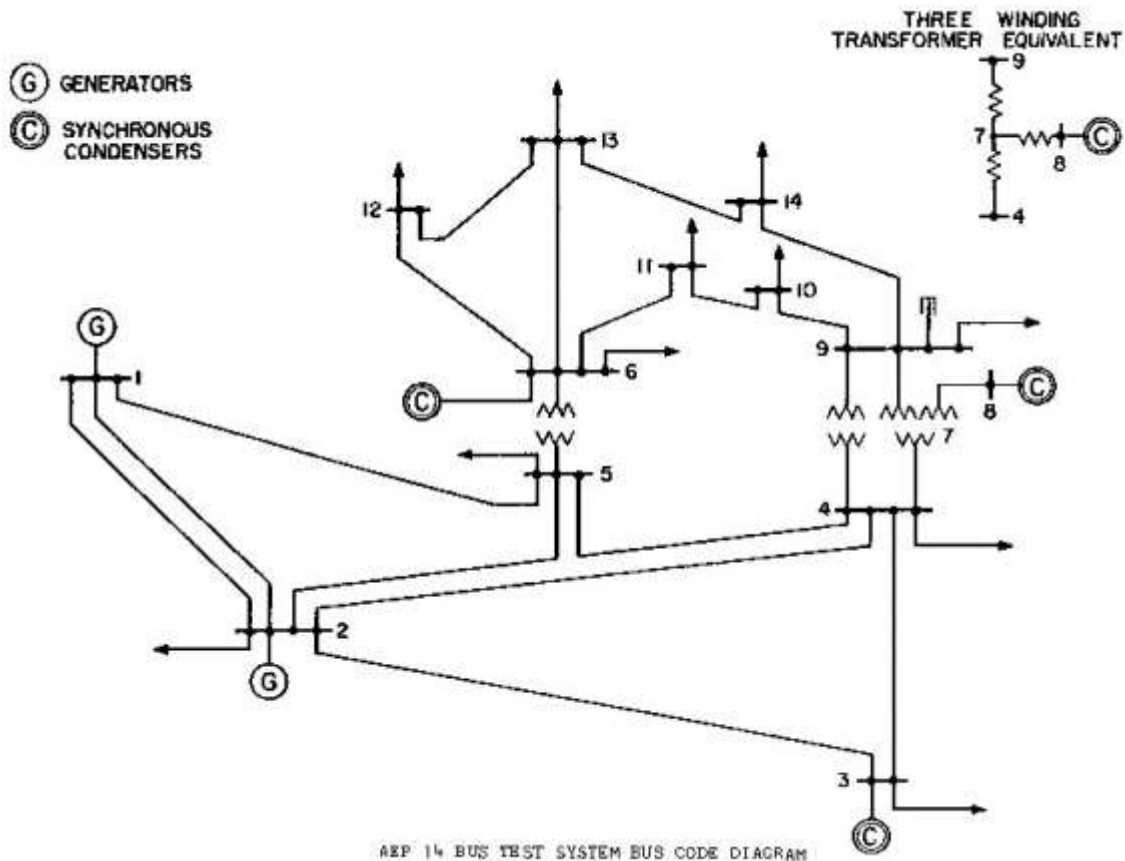 THREE WINDING
TRANSFORMER EQUIVALENT
9
7
C
8
4
G GENERATORS
C SYNCHRONOUS
CONDENSERS
13
12
14
11
10
G
1
9
6
C
8
C
7
5
4
2
G
3
C
AEP 14 BUS TEST SYSTEM BUS CODE DIAGRAM